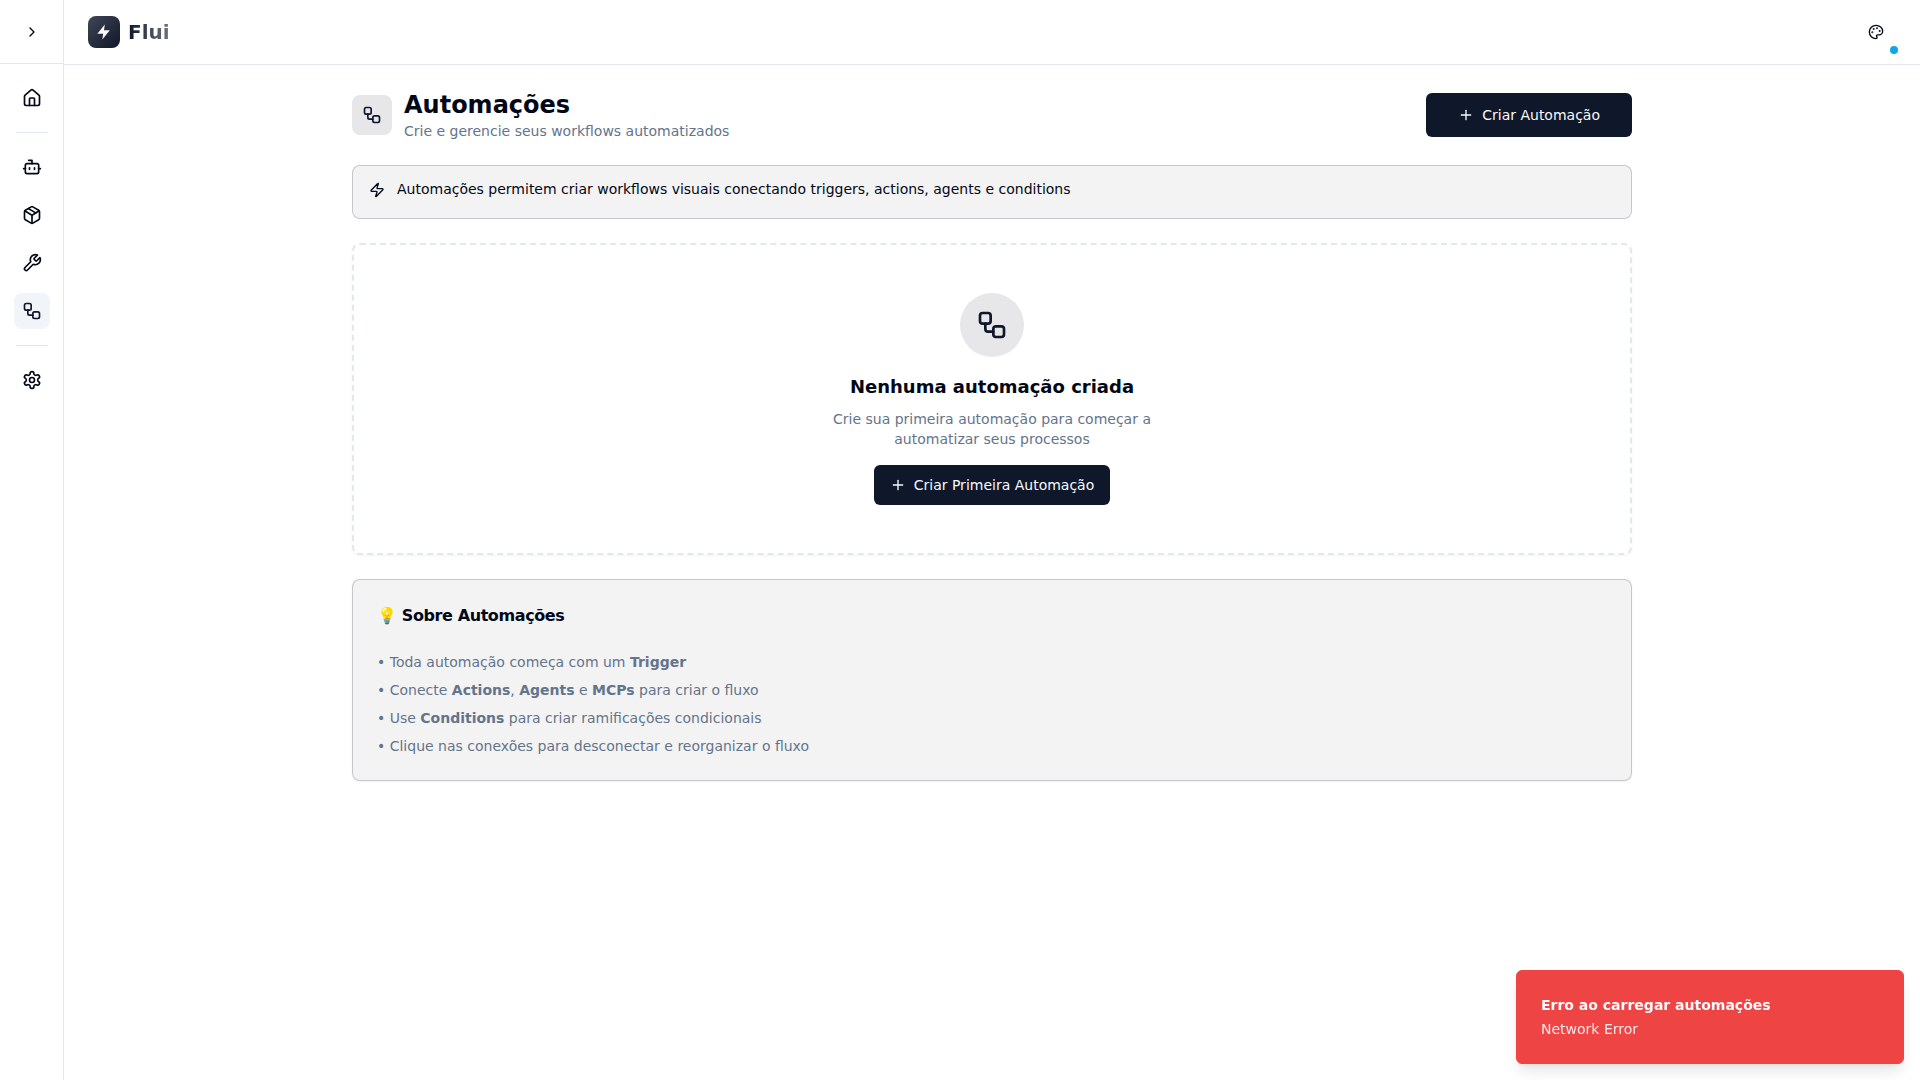 Flui
Automações
Crie e gerencie seus workflows automatizados
Criar Automação
Automações permitem criar workflows visuais conectando triggers, actions, agents e conditions
Nenhuma automação criada
Crie sua primeira automação para começar a
automatizar seus processos
Criar Primeira Automação
💡 Sobre Automações
• Toda automação começa com um Trigger
• Conecte Actions, Agents e MCPs para criar o fluxo
• Use Conditions para criar ramificações condicionais
• Clique nas conexões para desconectar e reorganizar o fluxo
Erro ao carregar automações
Network Error